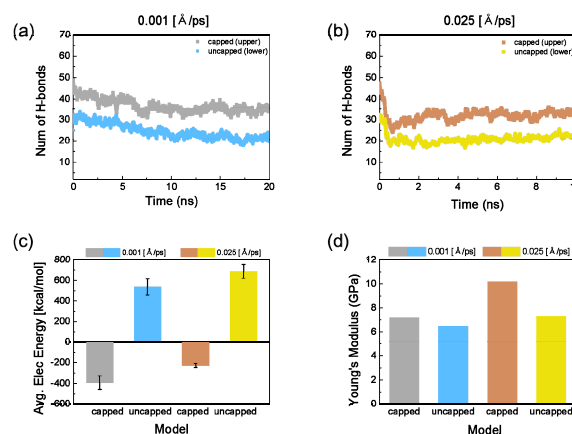 (a)
0.001 [Å/ps]
capped (upper)
uncapped (lower)
70
60
50
40
30
20
10
Num of H-bonds
0 5 10 15 20
Time (ns)
(b)
0.025 [Å/ps]
capped (upper)
uncapped (lower)
70
60
50
40
30
20
10
Num of H-bonds
0 2 4 6 8 1
Time (ns)
(c)
0.001 [Å/ps] 0.025 [Å/ps]
800
600
400
200
0
-200
-400
-600
Avg. Elec Energy [kcal/mol]
capped uncapped capped uncapped
Model
(d)
0.001 [Å/ps] 0.025 [Å/ps]
12
10
8
6
4
2
0
Young's Modulus (GPa)
capped uncapped capped uncapped
Model